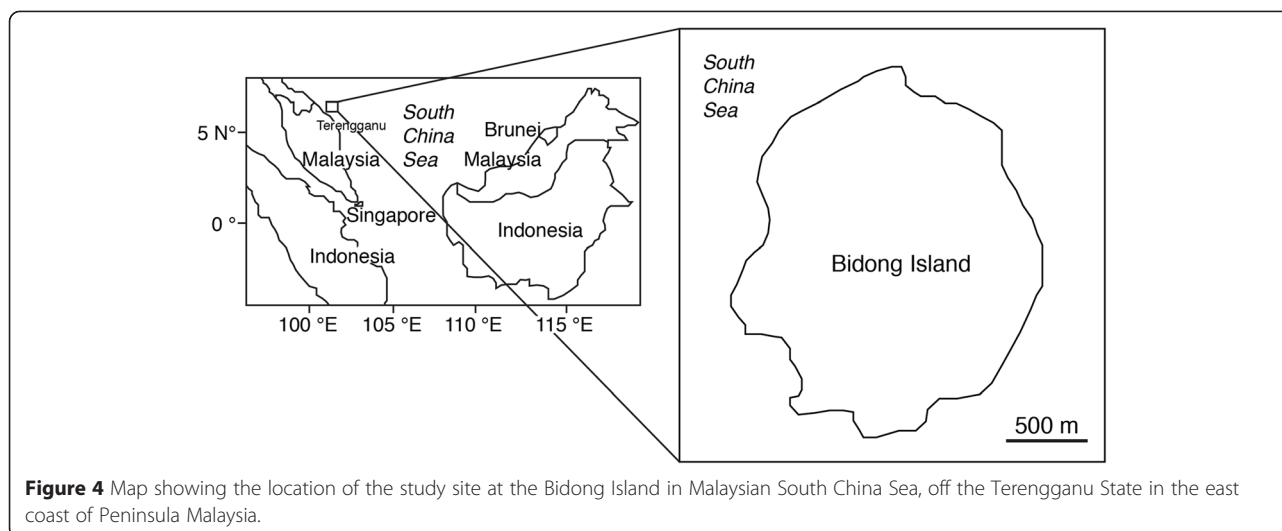 South
China
Sea
5 N°
Terengganu
South
China
Sea
Brunei
Malaysia
Malaysia
Singapore
0 °
Indonesia
Indonesia
100 °E 105 °E 110 °E 115 °E
Bidong Island
500 m
Figure 4 Map showing the location of the study site at the Bidong Island in Malaysian South China Sea, off the Terengganu State in the east
coast of Peninsula Malaysia.